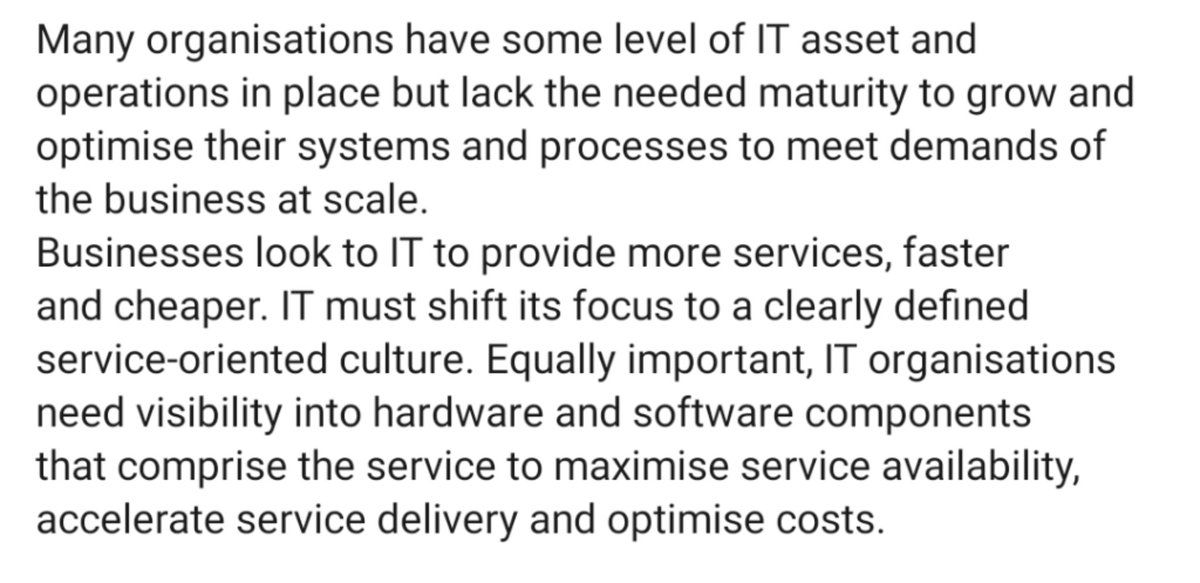 Many organisations have some level of IT asset and
operations in place but lack the needed maturity to grow and
optimise their systems and processes to meet demands of
the business at scale.
Businesses look to IT to provide more services, faster
and cheaper. IT must shift its focus to a clearly defined
service-oriented culture. Equally important, IT organisations
need visibility into hardware and software components
that comprise the service to maximise service availability,
accelerate service delivery and optimise costs.